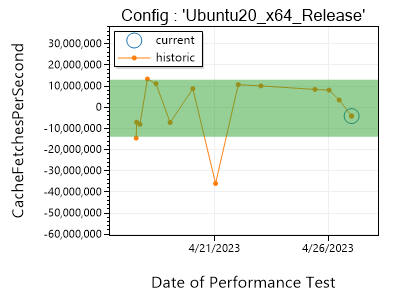 Config : 'Ubuntu20_x64_Release'
current
historic
CacheFetchesPerSecond
30,000,000
20,000,000
10,000,000
0
-10,000,000
-20,000,000
-30,000,000
-40,000,000
-50,000,000
-60,000,000
4/21/2023
4/26/2023
Date of Performance Test